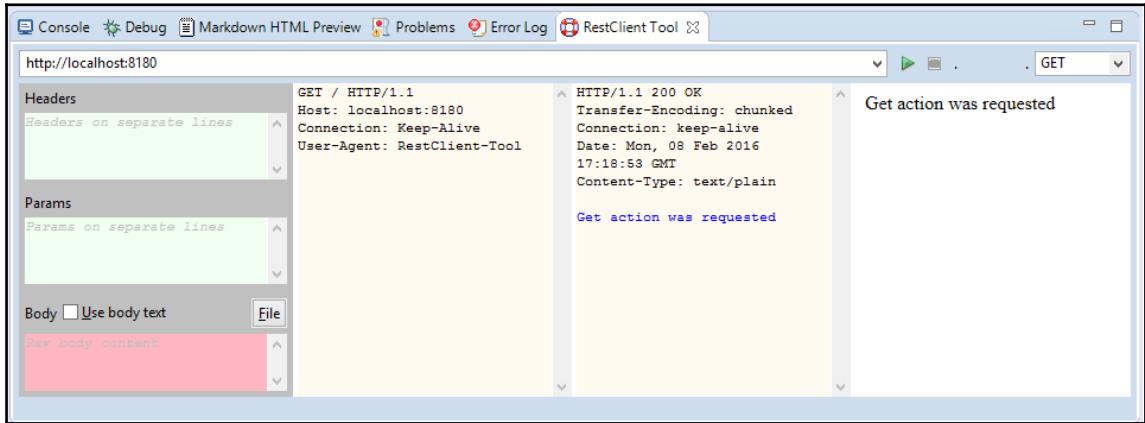 Console Debug Markdown HTML Preview Problems Error Log RestClient Tool
http://localhost:8180 . . GET
Headers
Headers on separate lines
Params
Params on separate lines
Body Use body text File
Raw body content
GET / HTTP/1.1
Host: localhost:8180
Connection: Keep-Alive
User-Agent: RestClient-Tool
HTTP/1.1 200 OK
Transfer-Encoding: chunked
Connection: keep-alive
Date: Mon, 08 Feb 2016
17:18:53 GMT
Content-Type: text/plain
Get action was requested
Get action was requested